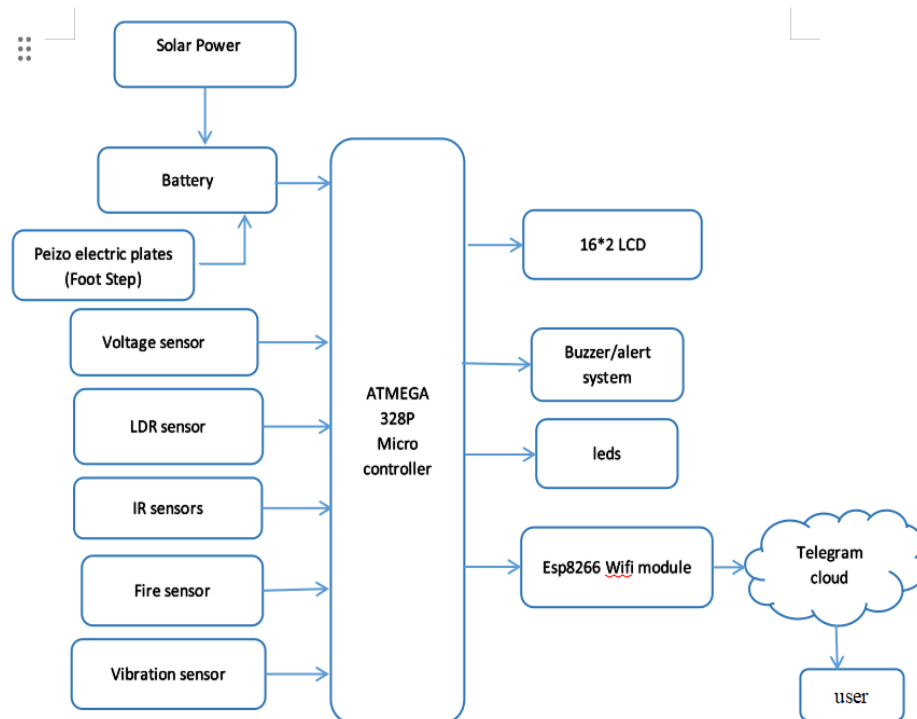 Solar Power
Battery
Peizo electric plates
(Foot Step)
Voltage sensor
LDR sensor
IR sensors
Fire sensor
Vibration sensor
ATMEGA
328P
Micro
controller
16*2 LCD
Buzzer/alert
system
leds
Esp8266 Wifi module
Telegram
cloud
user